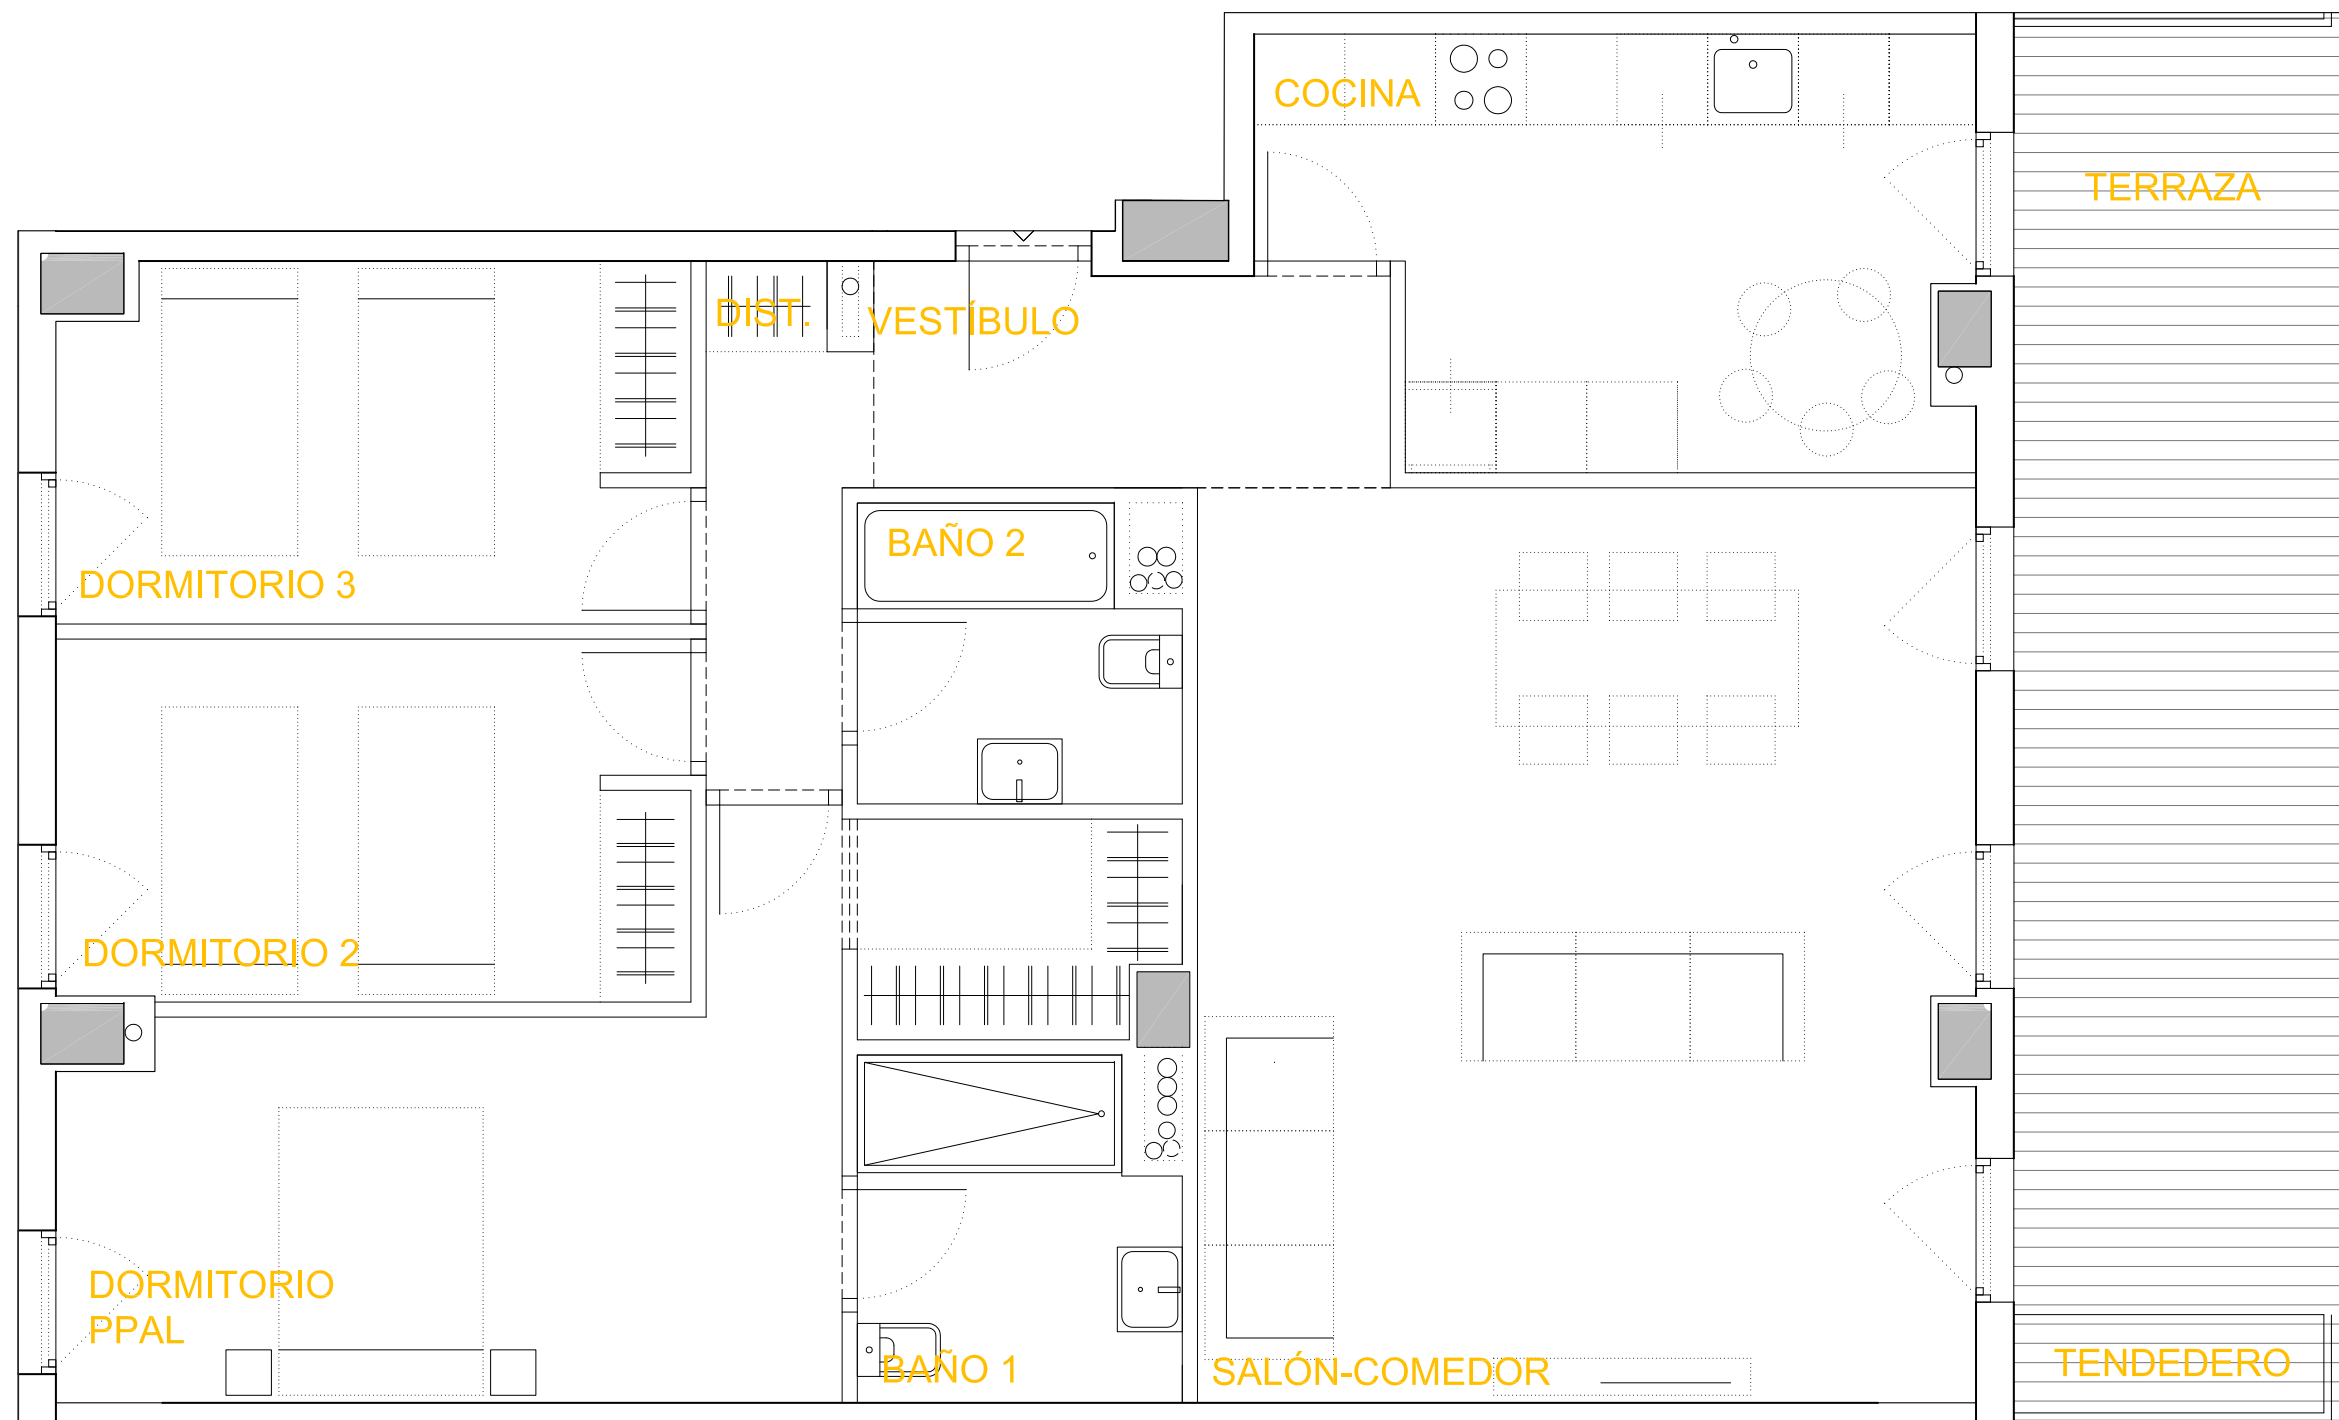 COCINA
TERRAZA
DIST.
VESTÍBULO
BAÑO 2
DORMITORIO 3
DORMITORIO 2
DORMITORIO
PPAL
BAÑO 1
SALÓN-COMEDOR
TENDEDERO